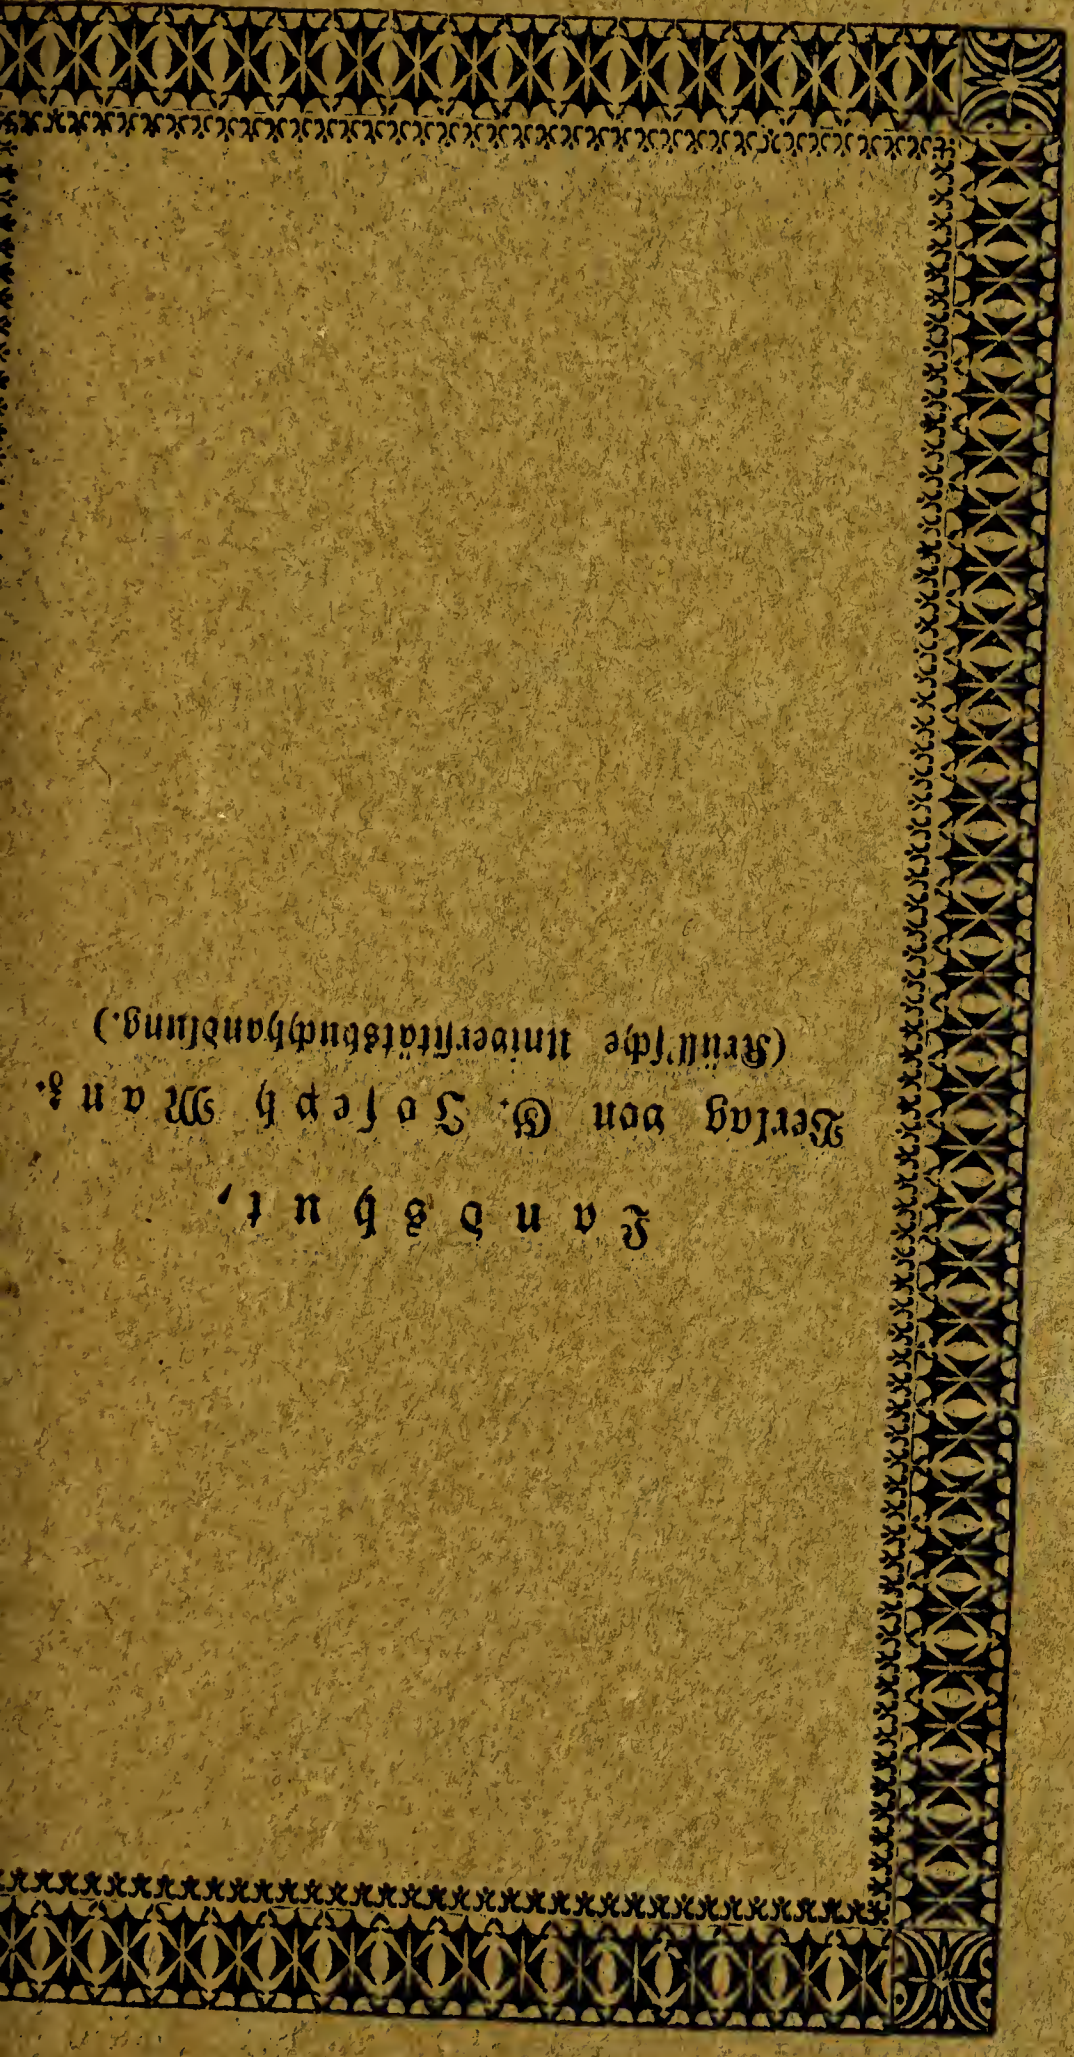 Landshut,
Verlag von G. Joseph Manz.
(Krüll'sche Universitätsbuchhandlung.)